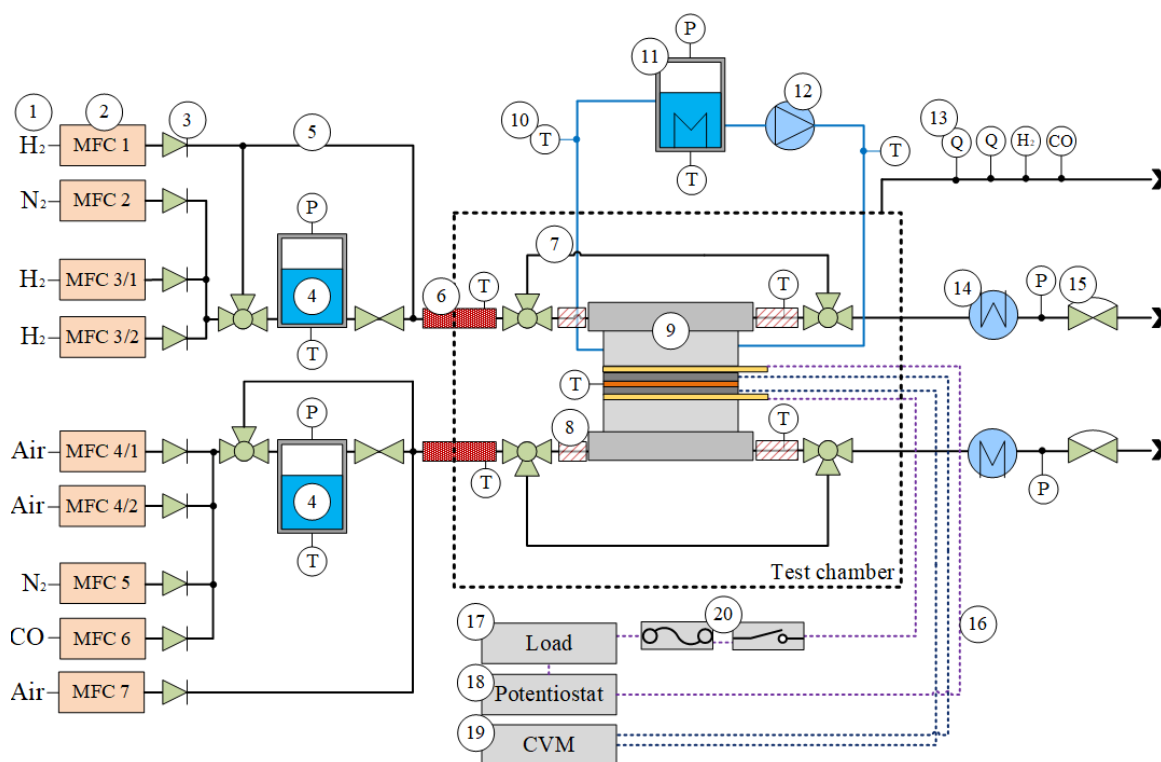 1 2 3 5
H₂ MFC 1
N₂ MFC 2
H₂ MFC 3/1
H₂ MFC 3/2
P
4
T
6 T
7
8
9
T
T
T
10 T
11 P
T
12
T
13 Q Q H₂ CO
14 P 15
Air MFC 4/1
Air MFC 4/2
N₂ MFC 5
CO MFC 6
Air MFC 7
P
4
T
T
P
Test chamber
16
17 Load
18 Potentiostat
19 CVM
20